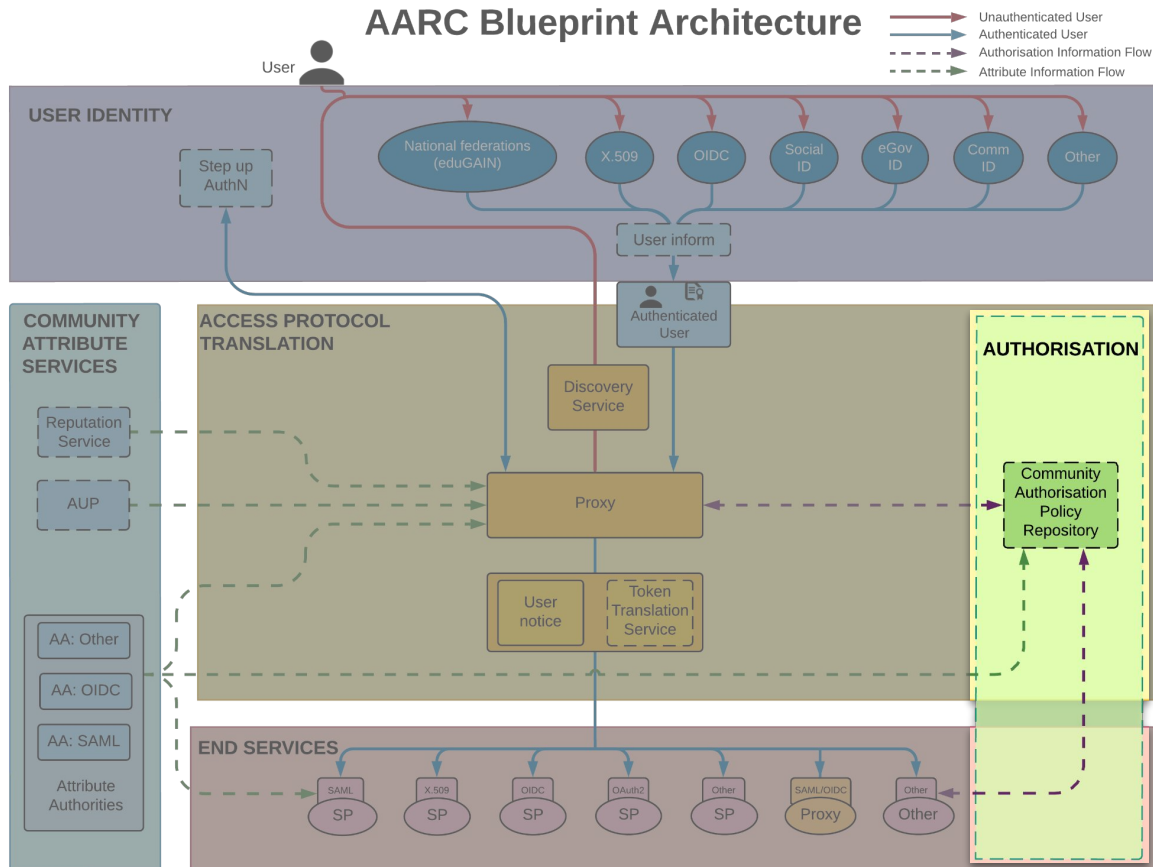 AARC Blueprint Architecture
Unauthenticated User
Authenticated User
Authorisation Information Flow
Attribute Information Flow
User
USER IDENTITY
Step up
AuthN
National federations
(eduGAIN)
X.509
OIDC
Social
ID
eGov
ID
Comm
ID
Other
User inform
Authenticated
User
COMMUNITY
ATTRIBUTE
SERVICES
Reputation
Service
AUP
AA: Other
AA: OIDC
AA: SAML
Attribute
Authorities
ACCESS PROTOCOL
TRANSLATION
Discovery
Service
Proxy
User
notice
Token
Translation
Service
AUTHORISATION
Community
Authorisation
Policy
Repository
END SERVICES
SAML
SP
X.509
SP
OIDC
SP
OAuth2
SP
Other
SP
SAML/OIDC
Proxy
Other
Other